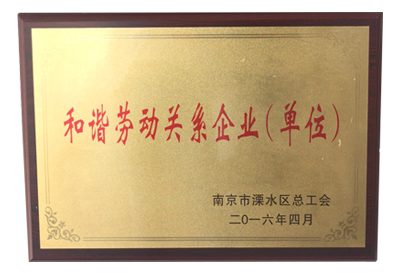 和谐劳动关系企业(单位)
南京市溧水区总工会
二0一六年四月